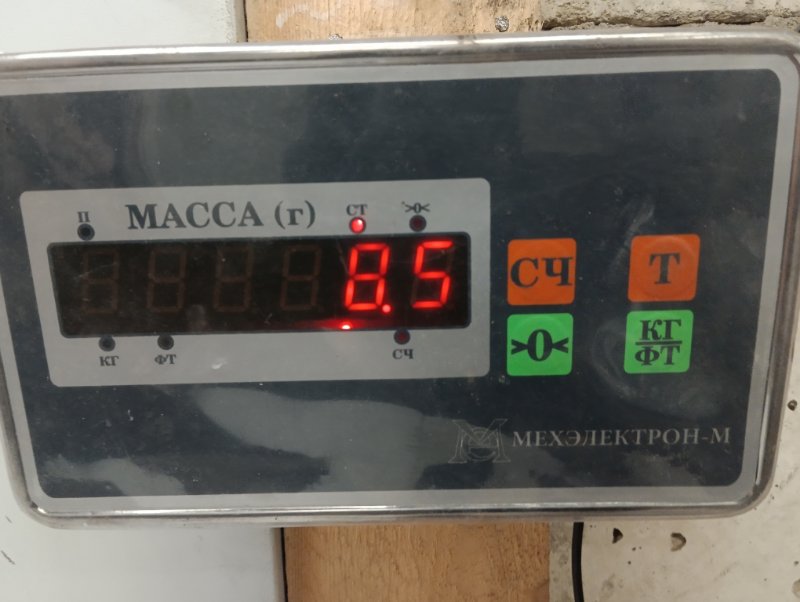 П МАССА (г) СТ >0<
8.5
КГ ФТ СЧ
СЧ Т
>0< КГ/ФТ
МЕХЭЛЕКТРОН-М